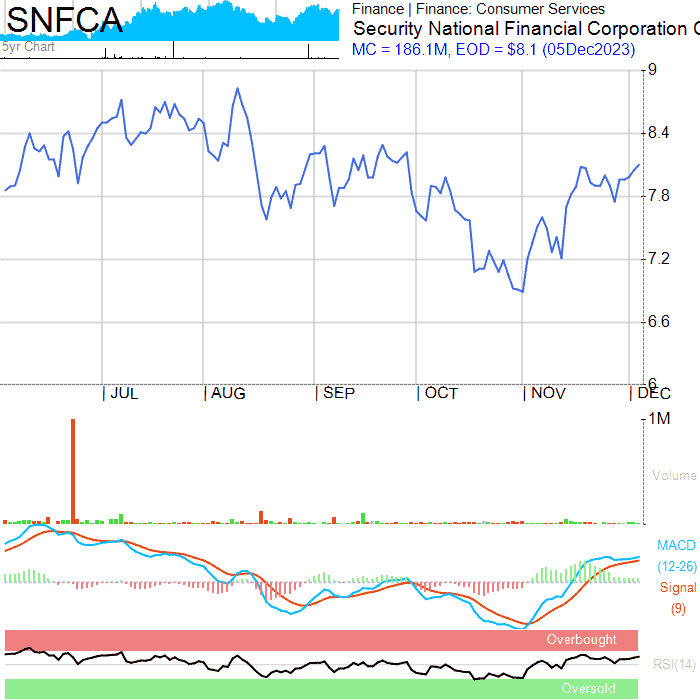 SNFCA
5yr Chart
Finance | Finance: Consumer Services
Security National Financial Corporation C
MC = 186.1M, EOD = $8.1 (05Dec2023)
9
8.4
7.8
7.2
6.6
6
| JUL | AUG | SEP | OCT | NOV | DEC
1M
Volume
MACD
(12-26)
Signal
(9)
Overbought
RSI(14)
Oversold